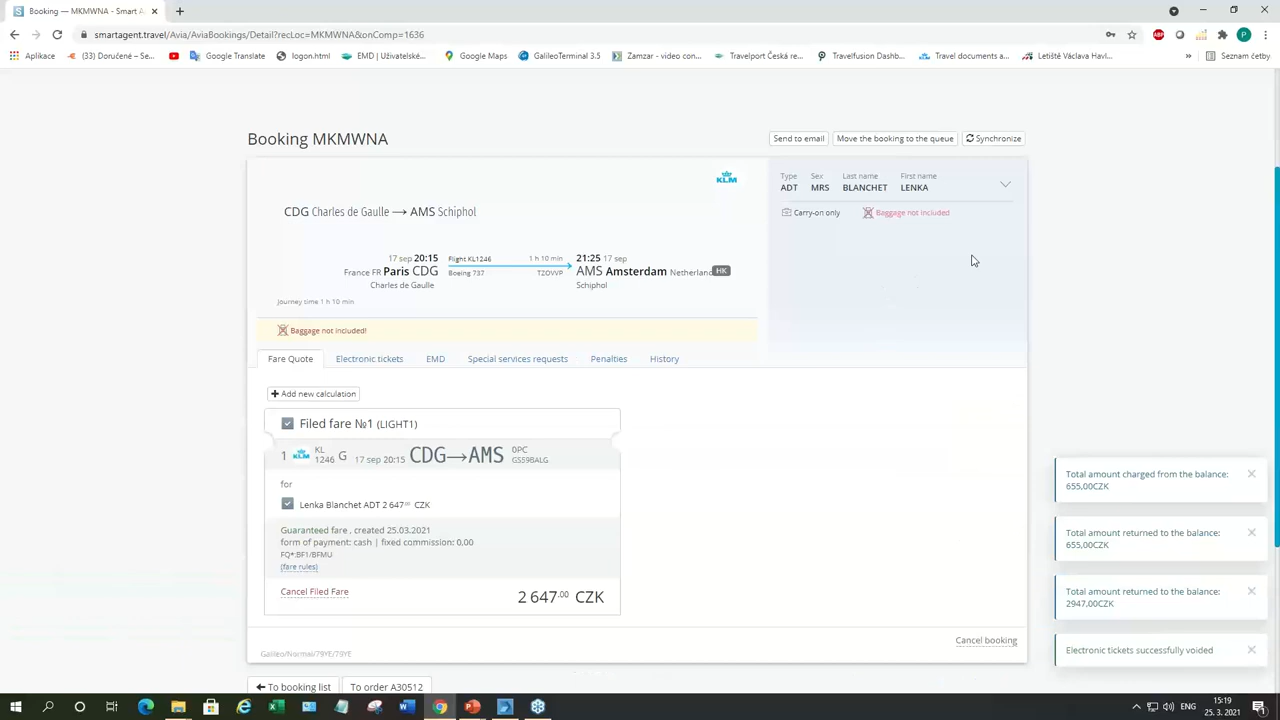 Booking — MKMWNA - Smart A
smartagent.travel/Avia/AviaBookings/Detail?recLoc=MKMWNA&onComp=1636
Aplikace
(33) Doručené – Se...
Google Translate
logon.html
EMD | Uživatelské...
Google Maps
GalileoTerminal 3.5
Zamzar - video con...
Travelport Česká re...
Travelfusion Dashb...
Travel documents a...
Letiště Václava Havl...
»
Seznam četby
Booking MKMWNA
Send to email
Move the booking to the queue
Synchronize
KLM
Type
Sex
Last name
First name
ADT
MRS
BLANCHET
LENKA
Carry-on only
Baggage not included
CDG Charles de Gaulle → AMS Schiphol
17 sep 20:15
Flight KL1246
1 h 10 min
21:25 17 sep
France FR Paris CDG
Boeing 737
TZOVVP
AMS Amsterdam Netherland
HK
Charles de Gaulle
Schiphol
Journey time 1 h 10 min
Baggage not included!
Fare Quote
Electronic tickets
EMD
Special services requests
Penalties
History
Add new calculation
Filed fare №1 (LIGHT1)
1 KL 1246 G 17 sep 20:15 CDG→AMS 0PC GS59BALG
for
Lenka Blanchet ADT 2 647.00 CZK
Guaranteed fare , created 25.03.2021
form of payment: cash | fixed commission: 0,00
FQ*:BF1/BFMU
(fare rules)
Cancel Filed Fare
2 647.00 CZK
Cancel booking
Galileo/Normal/79YE/79YE
To booking list
To order A30512
Total amount charged from the balance:
655,00CZK
Total amount returned to the balance:
655,00CZK
Total amount returned to the balance:
2947,00CZK
Electronic tickets successfully voided
ENG
15:19
25. 3. 2021